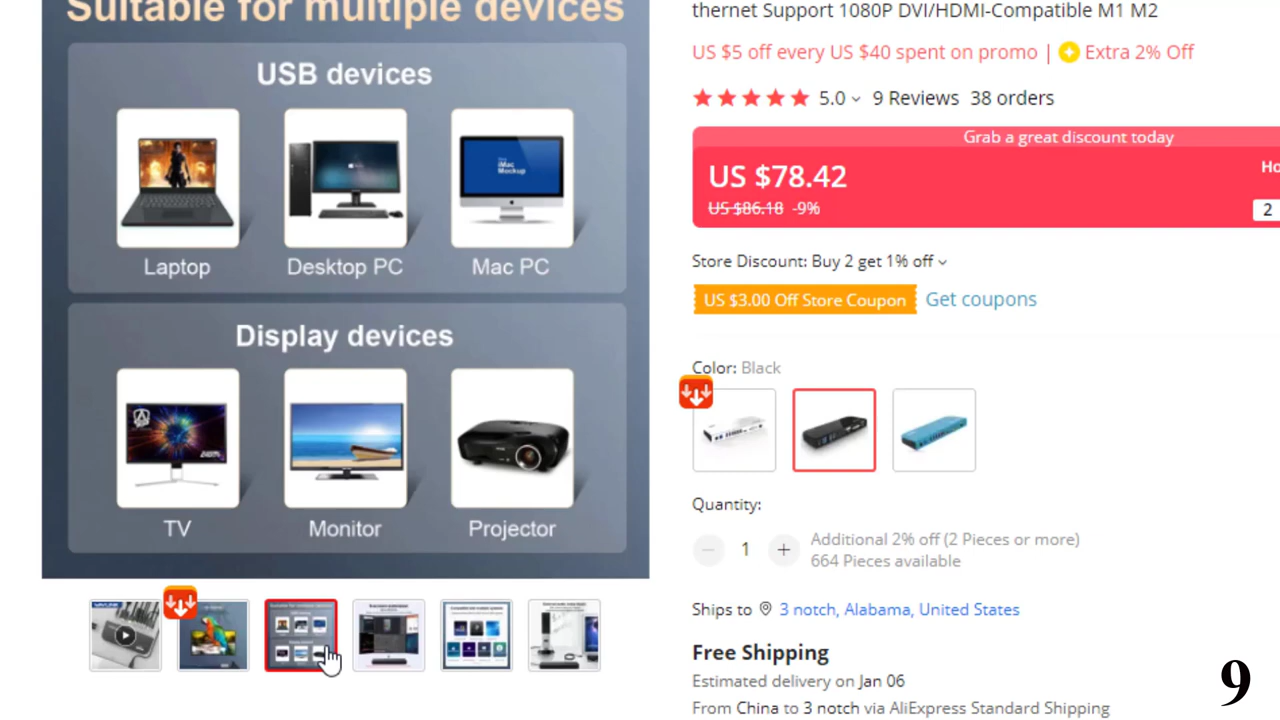 Suitable for multiple devices
USB devices
iMac
Mockup
Laptop
Desktop PC
Mac PC
Display devices
TV
Monitor
Projector
thernet Support 1080P DVI/HDMI-Compatible M1 M2
US $5 off every US $40 spent on promo | Extra 2% Off
5.0 9 Reviews 38 orders
Grab a great discount today
US $78.42
US $86.18 -9%
Ho
2
Store Discount: Buy 2 get 1% off
US $3.00 Off Store Coupon Get coupons
Color: Black
Quantity:
1
Additional 2% off (2 Pieces or more)
664 Pieces available
Ships to 3 notch, Alabama, United States
Free Shipping
Estimated delivery on Jan 06
From China to 3 notch via AliExpress Standard Shipping
9